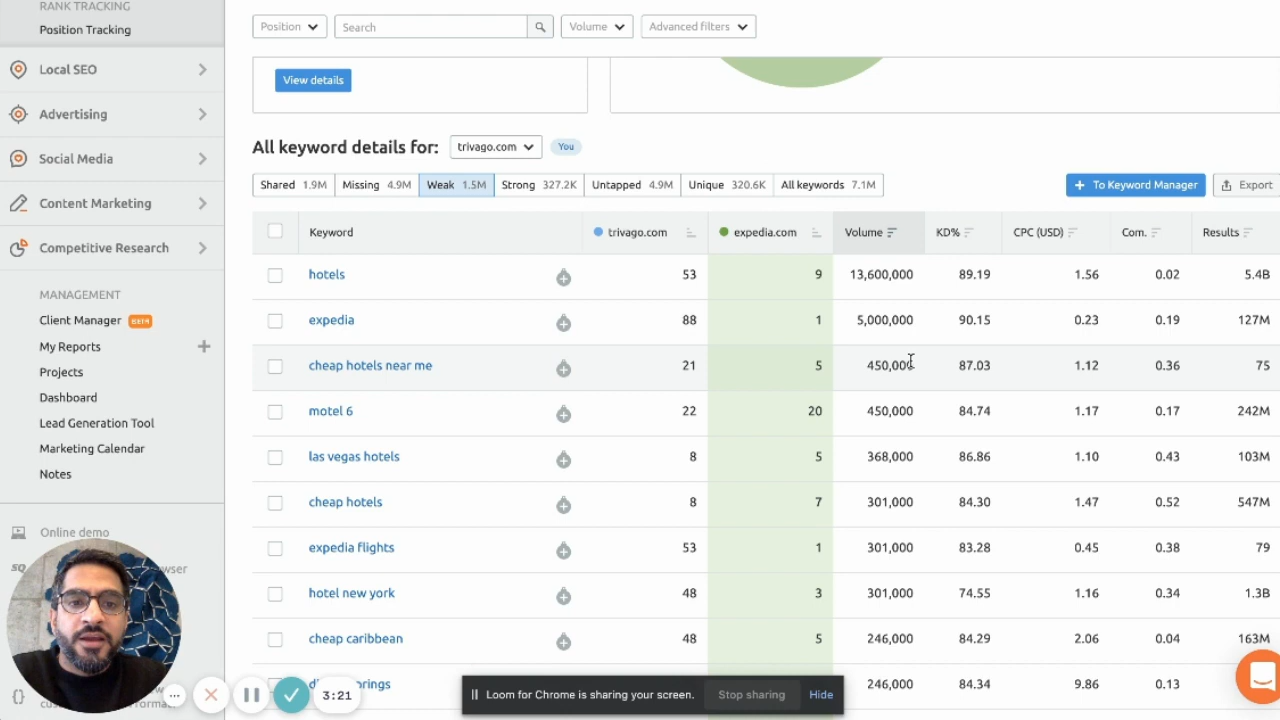 RANK TRACKING
Position Tracking
Local SEO
Advertising
Social Media
Content Marketing
Competitive Research
MANAGEMENT
Client Manager BETA
My Reports
Projects
Dashboard
Lead Generation Tool
Marketing Calendar
Notes
Online demo
SQ
Position Search Volume Advanced filters
View details
All keyword details for: trivago.com You
Shared 1.9M Missing 4.9M Weak 1.5M Strong 327.2K Untapped 4.9M Unique 320.6K All keywords 7.1M + To Keyword Manager Export
Keyword trivago.com expedia.com Volume KD% CPC (USD) Com. Results
hotels 53 9 13,600,000 89.19 1.56 0.02 5.4B
expedia 88 1 5,000,000 90.15 0.23 0.19 127M
cheap hotels near me 21 5 450,000 87.03 1.12 0.36 75
motel 6 22 20 450,000 84.74 1.17 0.17 242M
las vegas hotels 8 5 368,000 86.86 1.10 0.43 103M
cheap hotels 8 7 301,000 84.30 1.47 0.52 547M
expedia flights 53 1 301,000 83.28 0.45 0.38 79
hotel new york 48 3 301,000 74.55 1.16 0.34 1.3B
cheap caribbean 48 5 246,000 84.29 2.06 0.04 163M
246,000 84.34 9.86 0.13
3:21
Loom for Chrome is sharing your screen. Stop sharing Hide